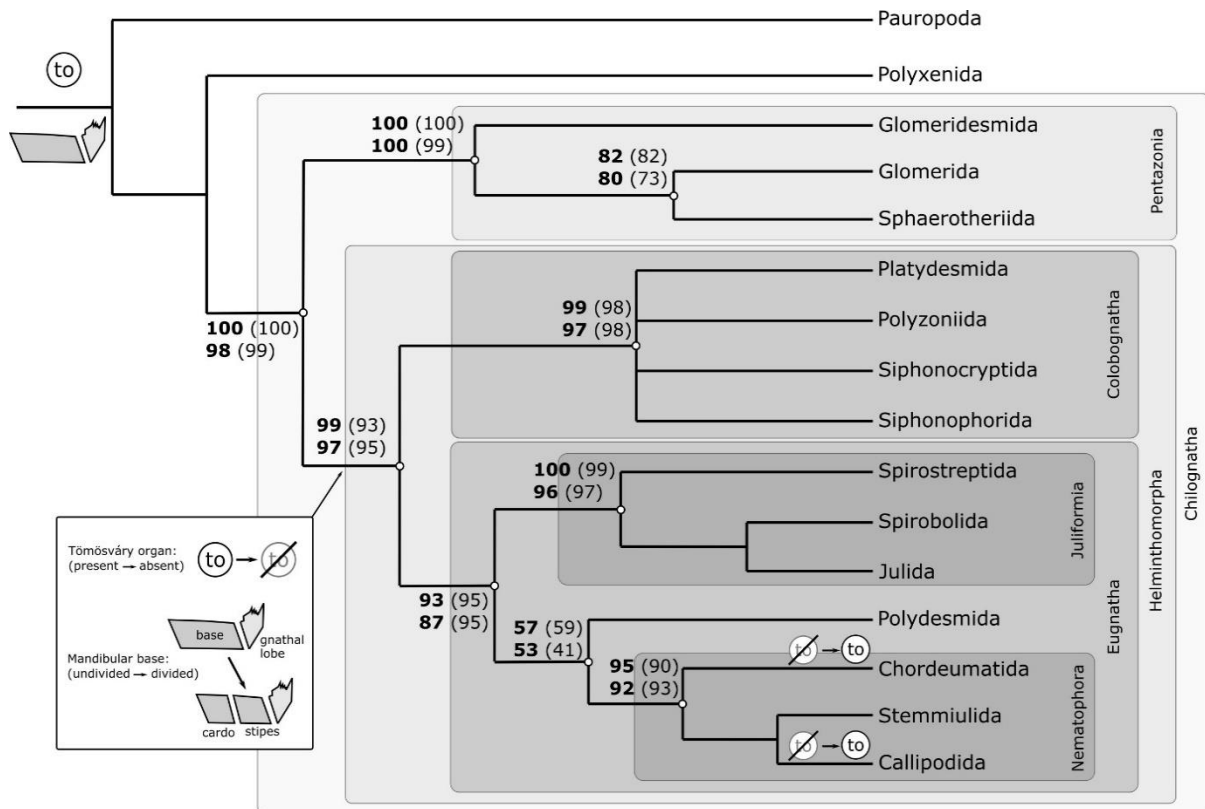 Pauropoda
to
Polyxenida
100 (100)
100 (99)
Glomeridesmida
82 (82)
80 (73)
Glomerida
Sphaerotheriida
Pentazonia
Platydesmida
99 (98)
97 (98)
Polyzoniida
Siphonocryptida
Siphonophorida
Colobognatha
100 (100)
98 (99)
99 (93)
97 (95)
100 (99)
96 (97)
Spirostreptida
Spirobolida
Julida
Juliformia
93 (95)
87 (95)
57 (59)
53 (41)
Polydesmida
to → to
95 (90)
92 (93)
Chordeumatida
Stemmiulida
to → to
Callipodida
Nematophora
Eugnatha
Helminthomorpha
Chilognatha
Tömösváry organ:
(present → absent)
to → to
base
gnathal
lobe
Mandibular base:
(undivided → divided)
cardo stipes